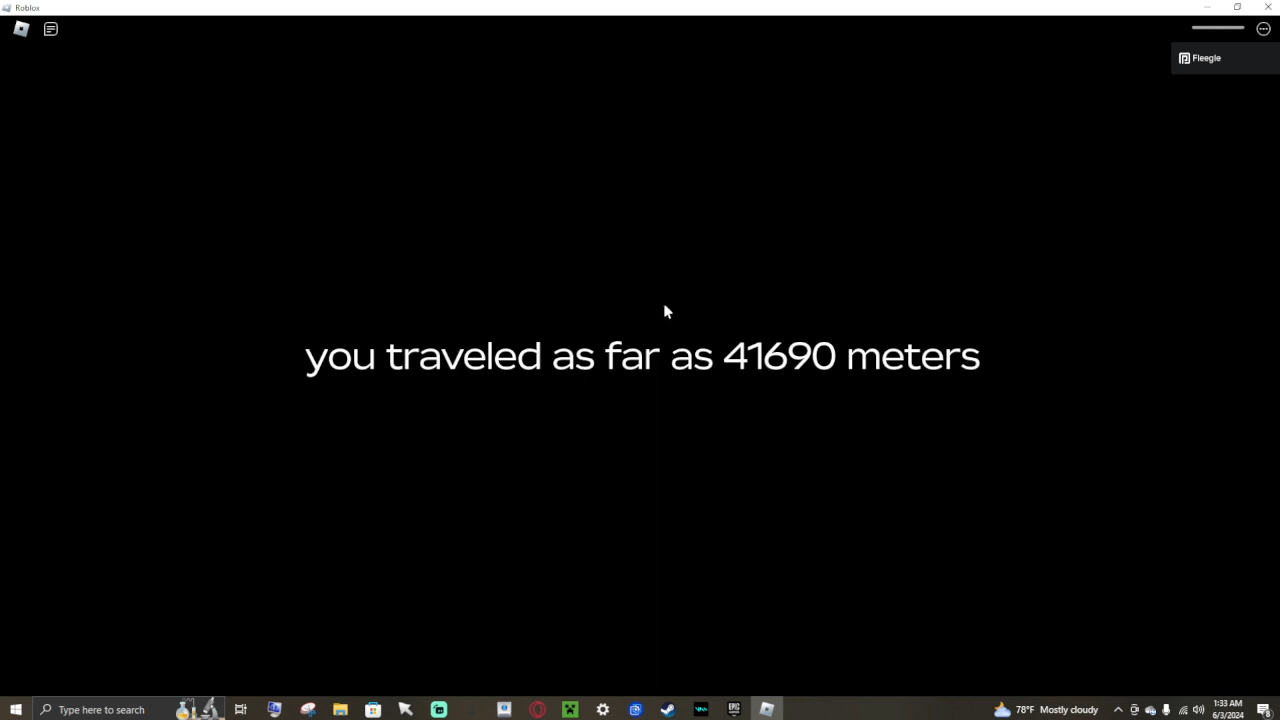 Roblox
Fleegle
you traveled as far as 41690 meters
Type here to search
78°F Mostly cloudy
1:33 AM
6/3/2024